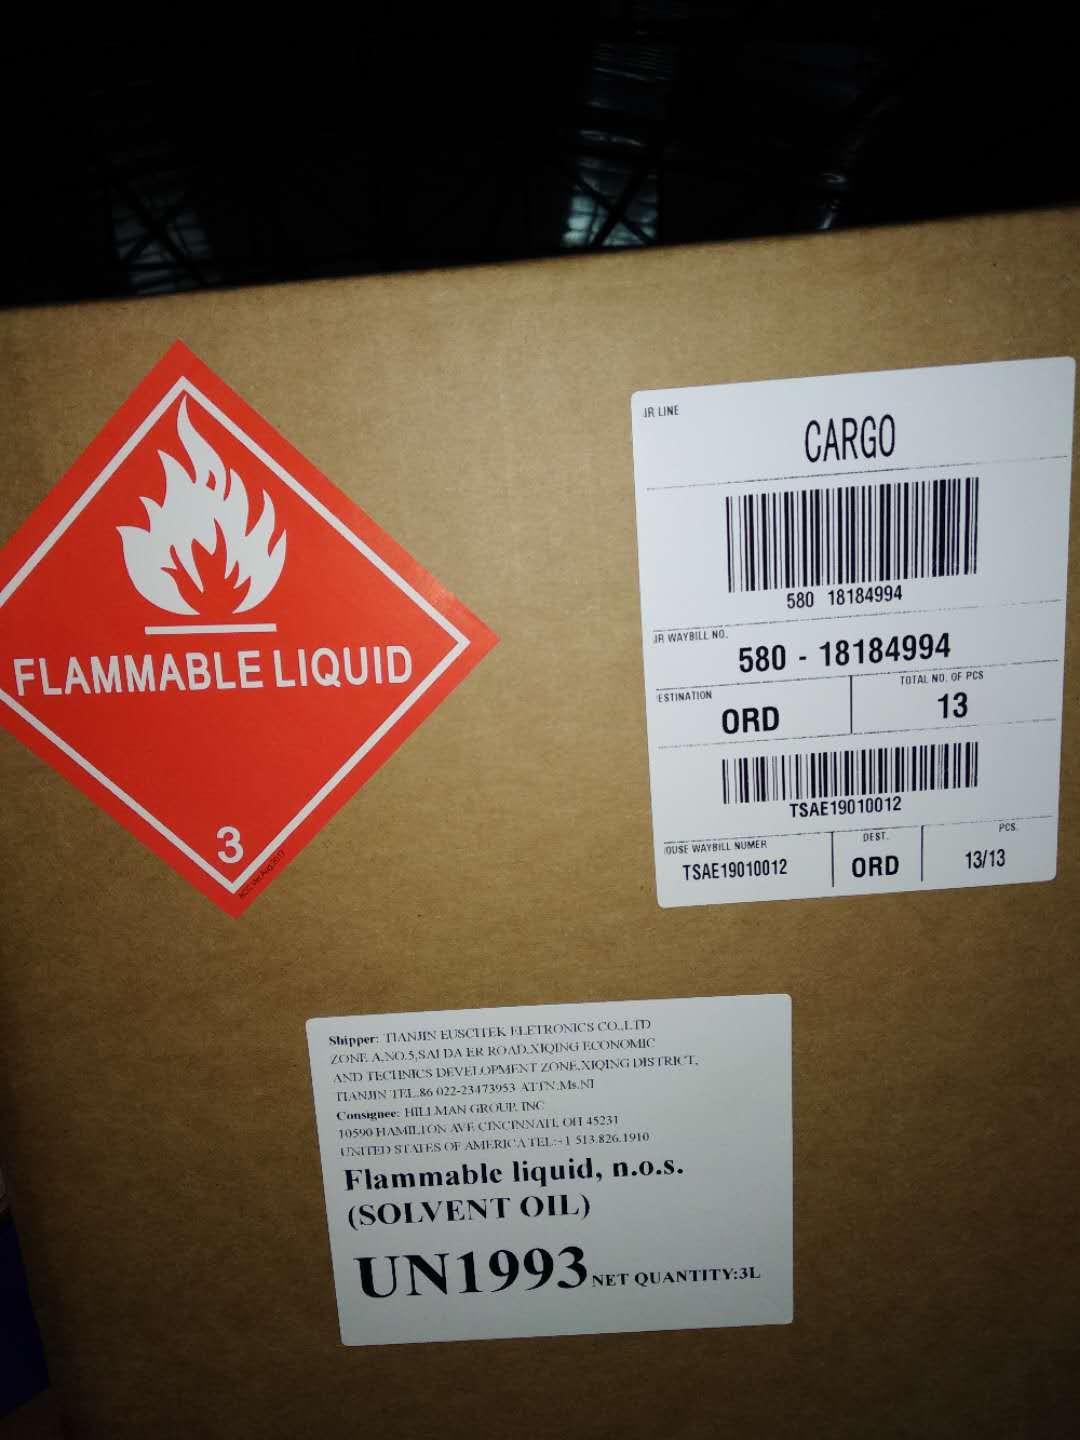 FLAMMABLE LIQUID
3
IR LINE
CARGO
580 18184994
IR WAYBILL NO.
580 - 18184994
ESTINATION
ORD
TOTAL NO. OF PCS
13
TSAE19010012
OUSE WAYBILL NUMER
TSAE19010012
DEST.
ORD
PCS.
13/13
Shipper: TIANJIN EUSCITEK ELETRONICS CO.,LTD
ZONE A,NO.5,SAI DA ER ROAD,XIQING ECONOMIC
AND TECHNICS DEVELOPMENT ZONE,XIQING DISTRICT,
TIANJIN TEL.86 022-23473953 ATTN.Ms.NI
Consignee: HILLMAN GROUP, INC
10590 HAMILTON AVE CINCINNATI, OH 45231
UNITED STATES OF AMERICA TEL:+1 513.826.1910
Flammable liquid, n.o.s.
(SOLVENT OIL)
UN1993 NET QUANTITY:3L